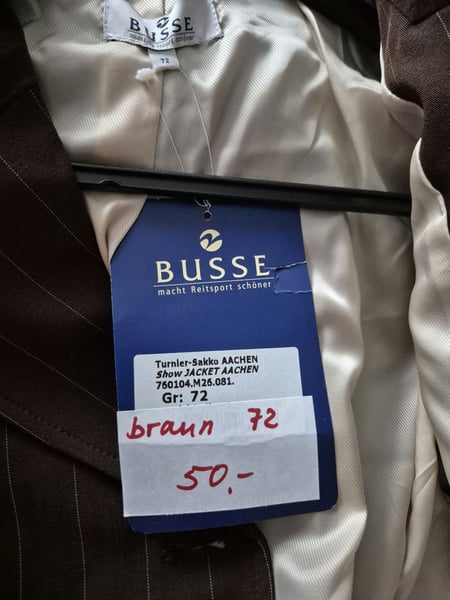 BUSSE
72
BUSSE
macht Reitsport schöner
Turnier-Sakko AACHEN
Show JACKET AACHEN
760104.M26.081.
Gr: 72
braun 72
50.-